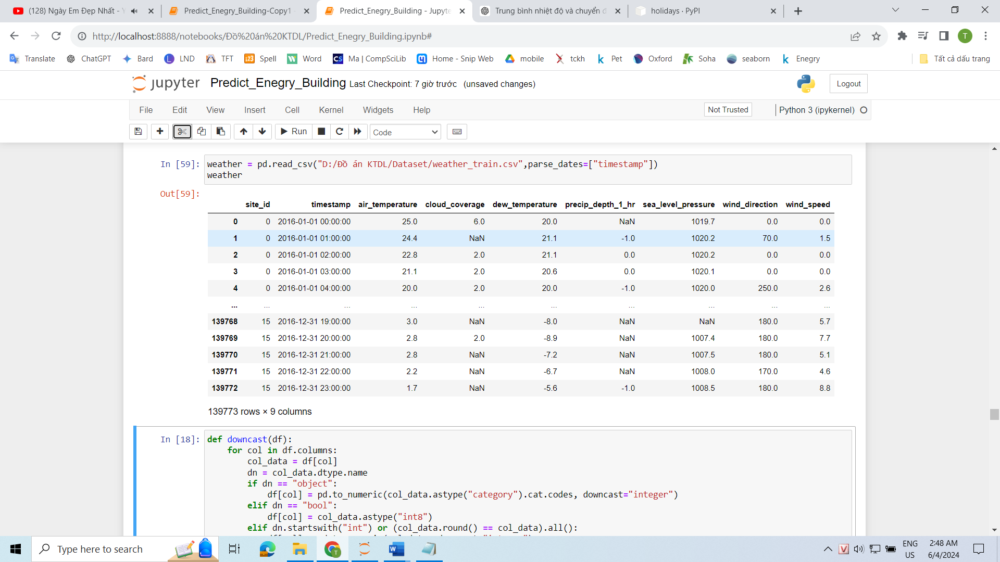 (128) Ngày Em Đẹp Nhất - Y
Predict_Enegry_Building-Copy1 -
Predict_Enegry_Building - Jupyte
Trung bình nhiệt độ và chuyển đ
holidays · PyPI
http://localhost:8888/notebooks/Đồ%20án%20KTDL/Predict_Enegry_Building.ipynb#
T
Translate ChatGPT Bard LND TFT Spell Word Ma | CompSciLib Home - Snip Web mobile tckh Pet Oxford Soha seaborn Enegry Tất cả dấu trang
jupyter Predict_Enegry_Building Last Checkpoint: 7 giờ trước (unsaved changes) Logout
File Edit View Insert Cell Kernel Widgets Help Not Trusted Python 3 (ipykernel)
Run Code
In [59]: weather = pd.read_csv("D:/Đồ án KTDL/Dataset/weather_train.csv",parse_dates=["timestamp"])
weather
Out[59]:
site_id timestamp air_temperature cloud_coverage dew_temperature precip_depth_1_hr sea_level_pressure wind_direction wind_speed
0 0 2016-01-01 00:00:00 25.0 6.0 20.0 NaN 1019.7 0.0 0.0
1 0 2016-01-01 01:00:00 24.4 NaN 21.1 -1.0 1020.2 70.0 1.5
2 0 2016-01-01 02:00:00 22.8 2.0 21.1 0.0 1020.2 0.0 0.0
3 0 2016-01-01 03:00:00 21.1 2.0 20.6 0.0 1020.1 0.0 0.0
4 0 2016-01-01 04:00:00 20.0 2.0 20.0 -1.0 1020.0 250.0 2.6
... ... ... ... ... ... ... ... ... ...
139768 15 2016-12-31 19:00:00 3.0 NaN -8.0 NaN NaN 180.0 5.7
139769 15 2016-12-31 20:00:00 2.8 2.0 -8.9 NaN 1007.4 180.0 7.7
139770 15 2016-12-31 21:00:00 2.8 NaN -7.2 NaN 1007.5 180.0 5.1
139771 15 2016-12-31 22:00:00 2.2 NaN -6.7 NaN 1008.0 170.0 4.6
139772 15 2016-12-31 23:00:00 1.7 NaN -5.6 -1.0 1008.5 180.0 8.8
139773 rows × 9 columns
In [18]: def downcast(df):
for col in df.columns:
col_data = df[col]
dn = col_data.dtype.name
if dn == "object":
df[col] = pd.to_numeric(col_data.astype("category").cat.codes, downcast="integer")
elif dn == "bool":
df[col] = col_data.astype("int8")
elif dn.startswith("int") or (col_data.round() == col_data).all():
Type here to search
ENG
US
2:48 AM
6/4/2024